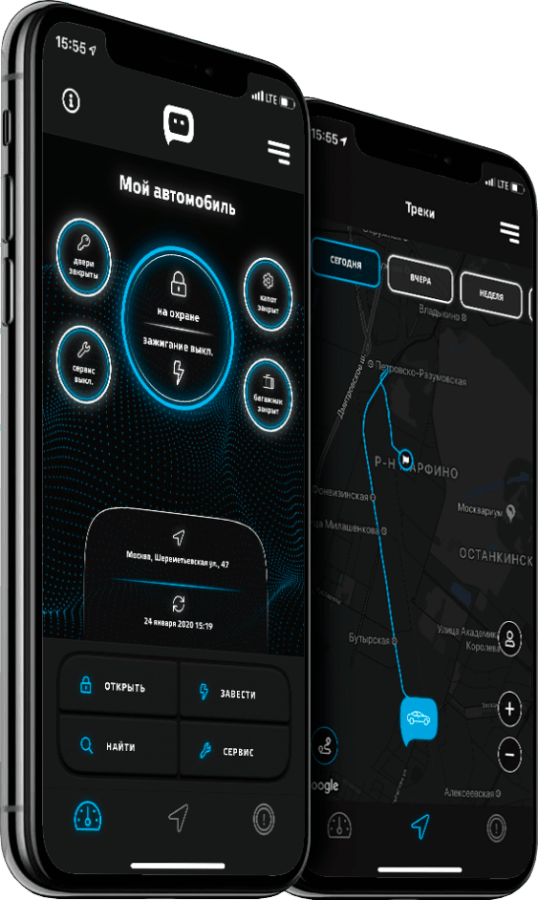 15:55
LTE
Мой автомобиль
двери
закрыты
на охране
зажигание выкл.
капот
закрыт
сервис
выкл.
багажник
закрыт
Москва, Шереметьевская ул., 47
24 января 2020 15:19
ОТКРЫТЬ
ЗАВЕСТИ
НАЙТИ
СЕРВИС
15:55
LTE
Треки
СЕГОДНЯ
ВЧЕРА
НЕДЕЛЯ
Владыкино
Дмитровское ш.
Петровско-Разумовская
Р-Н МАРФИНО
Фонвизинская
ца Милашенкова
Москвариум
ОСТАНКИНСК
Бутырская
Улица Академика
Королева
oogle
Алексеевская